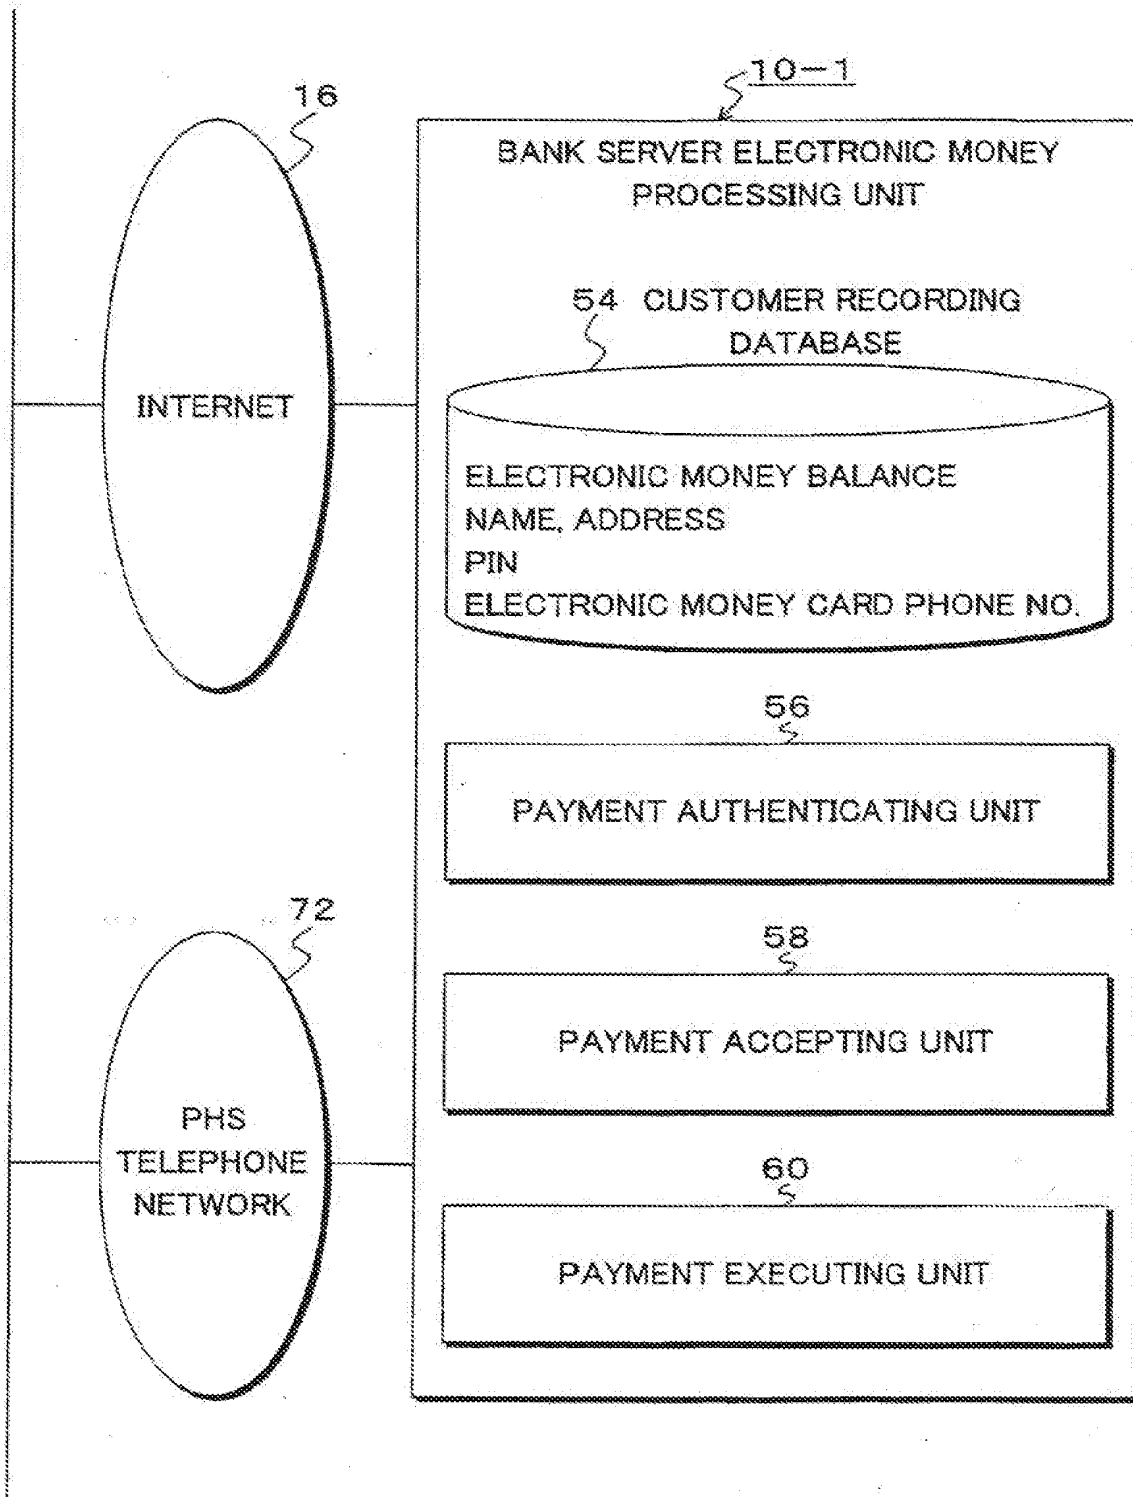 10-1
16
BANK SERVER ELECTRONIC MONEY
PROCESSING UNIT
54 CUSTOMER RECORDING
DATABASE
INTERNET
ELECTRONIC MONEY BALANCE
NAME, ADDRESS
PIN
ELECTRONIC MONEY CARD PHONE NO.
56
PAYMENT AUTHENTICATING UNIT
72
58
PAYMENT ACCEPTING UNIT
PHS
TELEPHONE
NETWORK
60
PAYMENT EXECUTING UNIT